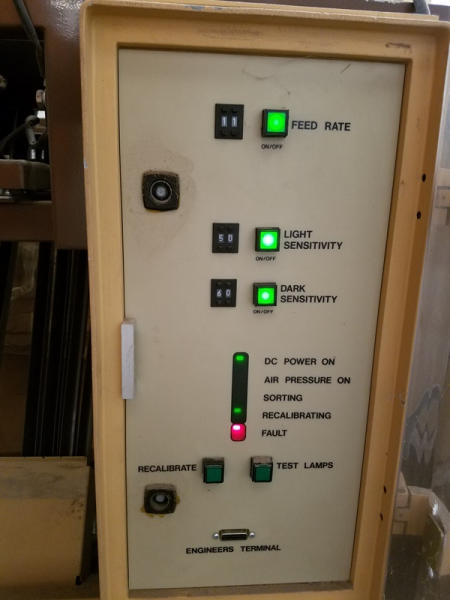 11
FEED RATE
ON/OFF
50
LIGHT
SENSITIVITY
ON/OFF
60
DARK
SENSITIVITY
ON/OFF
DC POWER ON
AIR PRESSURE ON
SORTING
RECALIBRATING
FAULT
RECALIBRATE
TEST LAMPS
ENGINEERS TERMINAL